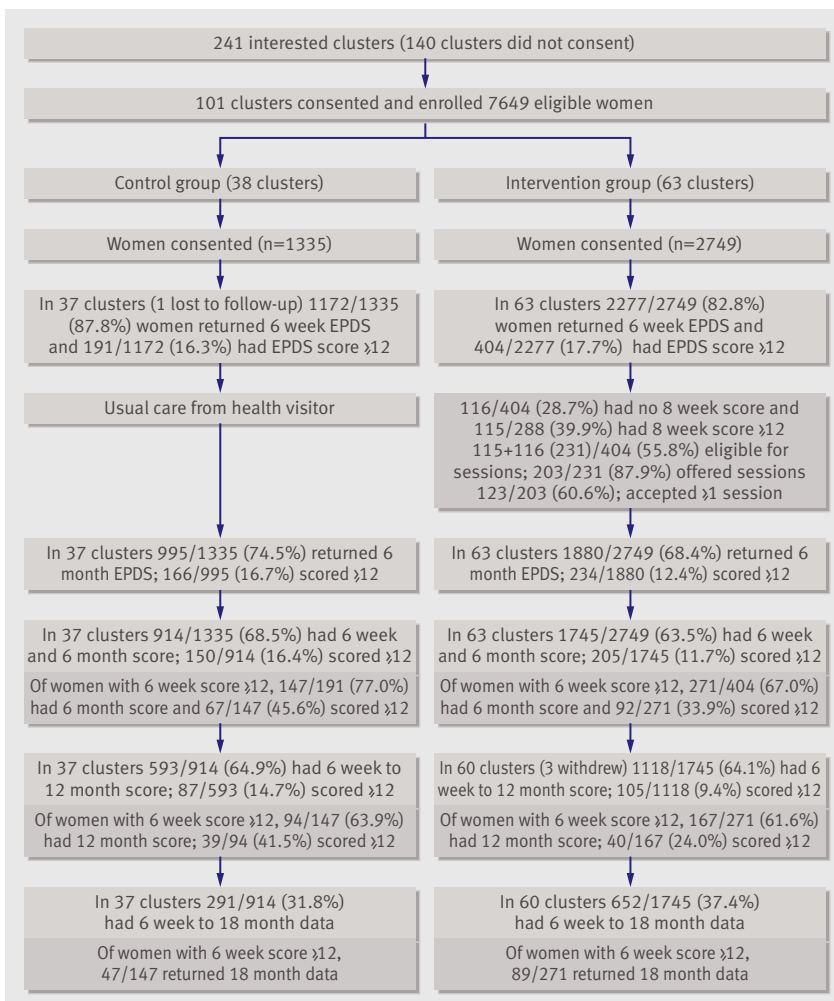 241 interested clusters (140 clusters did not consent)
101 clusters consented and enrolled 7649 eligible women
Control group (38 clusters)
Women consented (n=1335)
In 37 clusters (1 lost to follow-up) 1172/1335
(87.8%) women returned 6 week EPDS
and 191/1172 (16.3%) had EPDS score ≥12
Usual care from health visitor
In 37 clusters 995/1335 (74.5%) returned 6
month EPDS; 166/995 (16.7%) scored ≥12
In 37 clusters 914/1335 (68.5%) had 6 week
and 6 month score; 150/914 (16.4%) scored ≥12
Of women with 6 week score ≥12, 147/191 (77.0%)
had 6 month score and 67/147 (45.6%) scored ≥12
In 37 clusters 593/914 (64.9%) had 6 week to
12 month score; 87/593 (14.7%) scored ≥12
Of women with 6 week score ≥12, 94/147 (63.9%)
had 12 month score; 39/94 (41.5%) scored ≥12
In 37 clusters 291/914 (31.8%)
had 6 week to 18 month data
Of women with 6 week score ≥12,
47/147 returned 18 month data
Intervention group (63 clusters)
Women consented (n=2749)
In 63 clusters 2277/2749 (82.8%)
women returned 6 week EPDS and
404/2277 (17.7%) had EPDS score ≥12
116/404 (28.7%) had no 8 week score and
115/288 (39.9%) had 8 week score ≥12
115+116 (231)/404 (55.8%) eligible for
sessions; 203/231 (87.9%) offered sessions
123/203 (60.6%); accepted ≥1 session
In 63 clusters 1880/2749 (68.4%) returned 6
month EPDS; 234/1880 (12.4%) scored ≥12
In 63 clusters 1745/2749 (63.5%) had 6 week
and 6 month score; 205/1745 (11.7%) scored ≥12
Of women with 6 week score ≥12, 271/404 (67.0%)
had 6 month score and 92/271 (33.9%) scored ≥12
In 60 clusters (3 withdrew) 1118/1745 (64.1%) had 6
week to 12 month score; 105/1118 (9.4%) scored ≥12
Of women with 6 week score ≥12, 167/271 (61.6%)
had 12 month score; 40/167 (24.0%) scored ≥12
In 60 clusters 652/1745 (37.4%)
had 6 week to 18 month data
Of women with 6 week score ≥12,
89/271 returned 18 month data